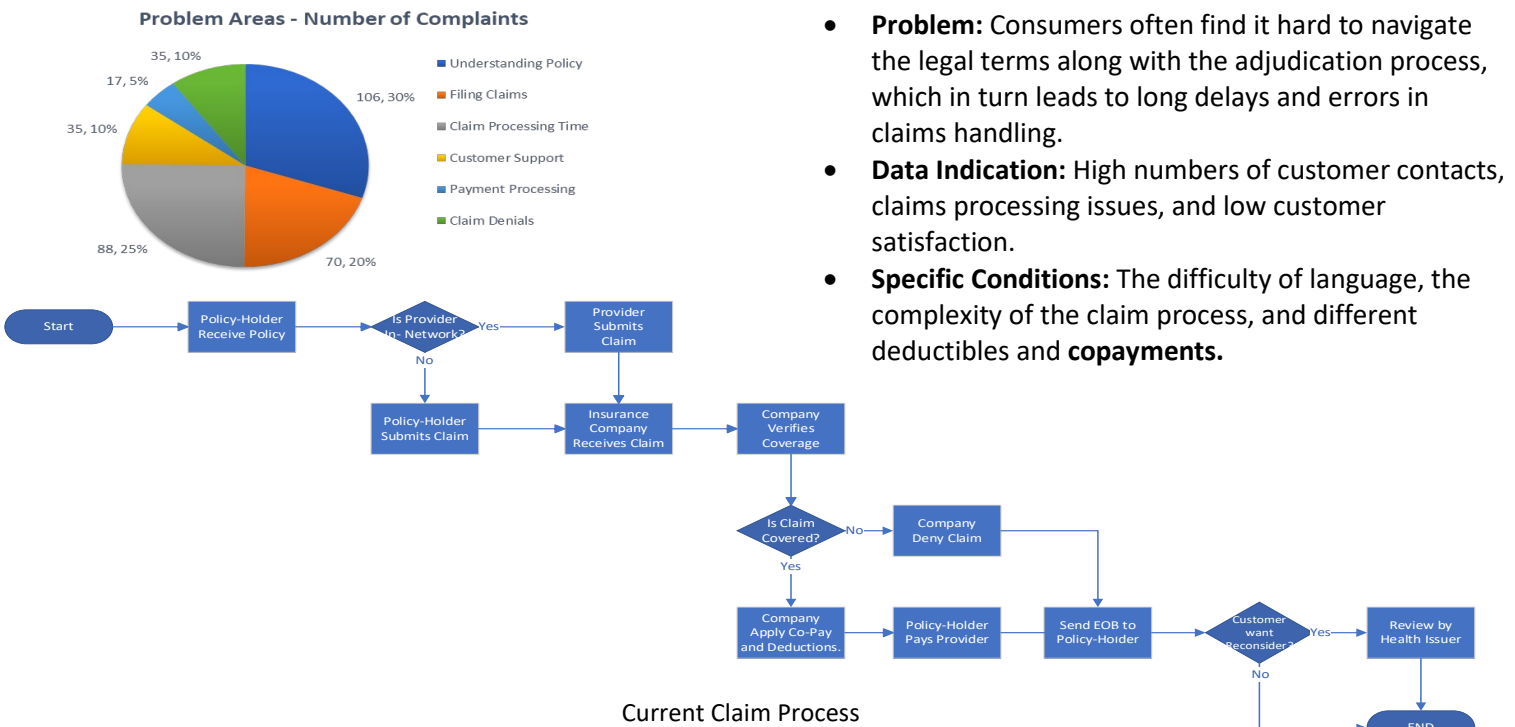 Problem Areas - Number of Complaints
35, 10%
17, 5%
35, 10%
88, 25%
106, 30%
70, 20%
Understanding Policy
Filing Claims
Claim Processing Time
Customer Support
Payment Processing
Claim Denials
• Problem: Consumers often find it hard to navigate
the legal terms along with the adjudication process,
which in turn leads to long delays and errors in
claims handling.
• Data Indication: High numbers of customer contacts,
claims processing issues, and low customer
satisfaction.
• Specific Conditions: The difficulty of language, the
complexity of the claim process, and different
deductibles and copayments.
Start
Policy-Holder
Receive Policy
Is Provider
In- Network?
Yes
Provider
Submits
Claim
No
Policy-Holder
Submits Claim
Insurance
Company
Receives Claim
Company
Verifies
Coverage
Is Claim
Covered?
No
Company
Deny Claim
Yes
Company
Apply Co-Pay
and Deductions.
Policy-Holder
Pays Provider
Send EOB to
Policy-Holder
Customer
want
Reconsider?
Yes
Review by
Health Issuer
No
END
Current Claim Process